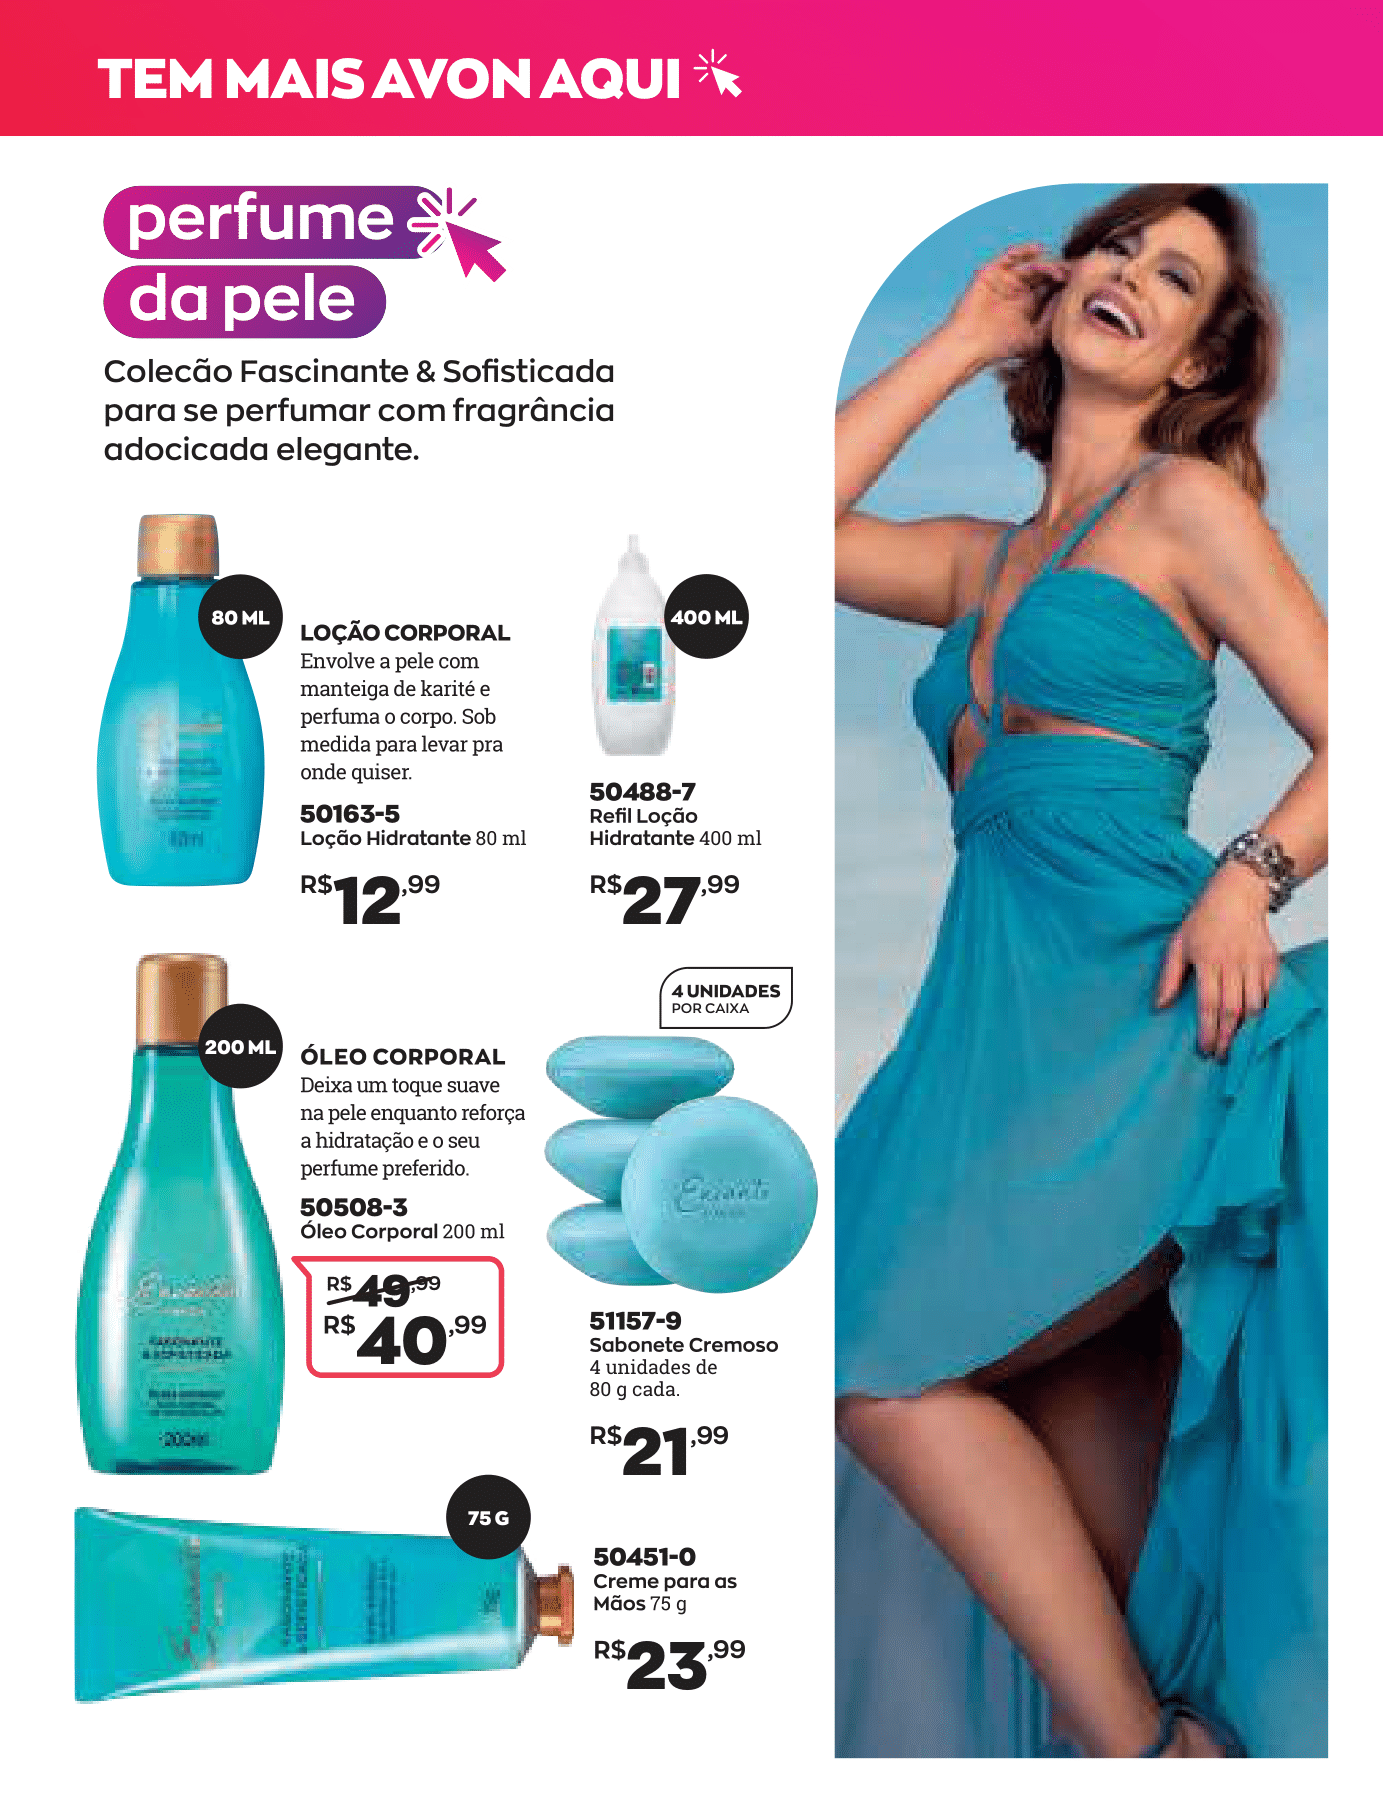 TEM MAIS AVON AQUI
perfume
da pele
Colecão Fascinante & Sofisticada
para se perfumar com fragrância
adocicada elegante.
80 ML
LOÇÃO CORPORAL
Envolve a pele com
manteiga de karité e
perfuma o corpo. Sob
medida para levar pra
onde quiser.
50163-5
Loção Hidratante 80 ml
R$12,99
400 ML
50488-7
Refil Loção
Hidratante 400 ml
R$27,99
200 ML
ÓLEO CORPORAL
Deixa um toque suave
na pele enquanto reforça
a hidratação e o seu
perfume preferido.
50508-3
Óleo Corporal 200 ml
R$49,99
R$40,99
FASCINANTE
& SOFISTICADA
200ml
4 UNIDADES
POR CAIXA
Encanto
51157-9
Sabonete Cremoso
4 unidades de
80 g cada.
R$21,99
75 G
50451-0
Creme para as
Mãos 75 g
R$23,99